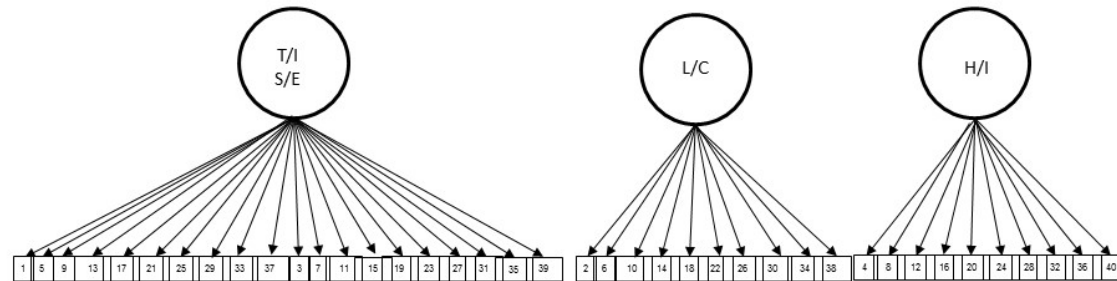 T/I
S/E
L/C
H/I
1 5 9 13 17 21 25 29 33 37 3 7 11 15 19 23 27 31 35 39
2 6 10 14 18 22 26 30 34 38
4 8 12 16 20 24 28 32 36 40